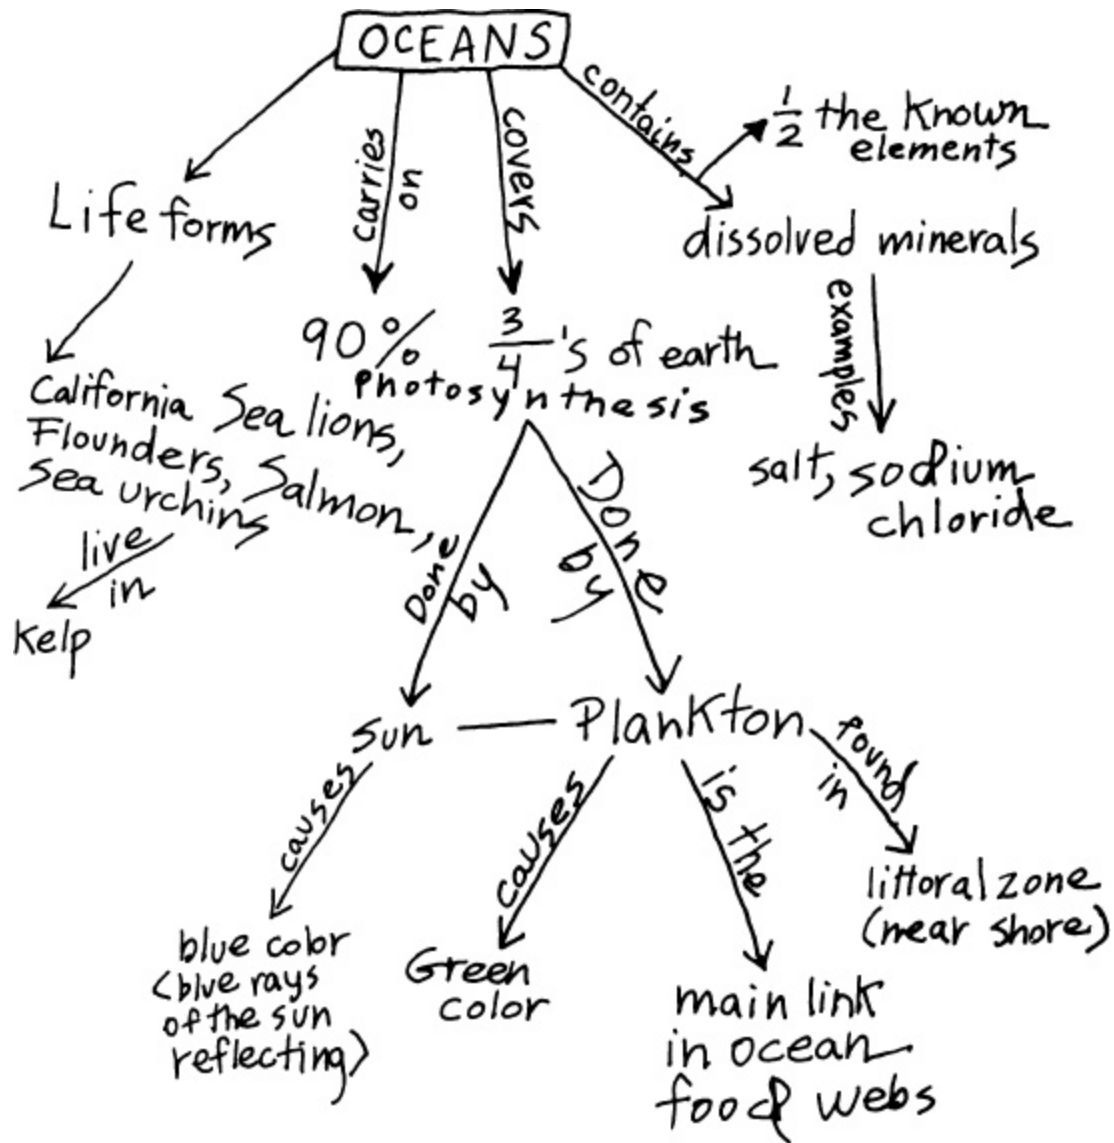 OCEANS
contains
1/2 the Known
elements
carries
on
covers
Life forms
dissolved minerals
examples
90%
Photosynthesis
3/4's of earth
California Sea lions,
Flounders, Salmon,
Sea urchins
salt, sodium
chloride
live
in
Kelp
Done
by
Done
by
Sun
Plankton
found
in
causes
causes
is the
littoral zone
(near shore)
blue color
(blue rays
of the sun
reflecting)
Green
color
main link
in ocean
food webs